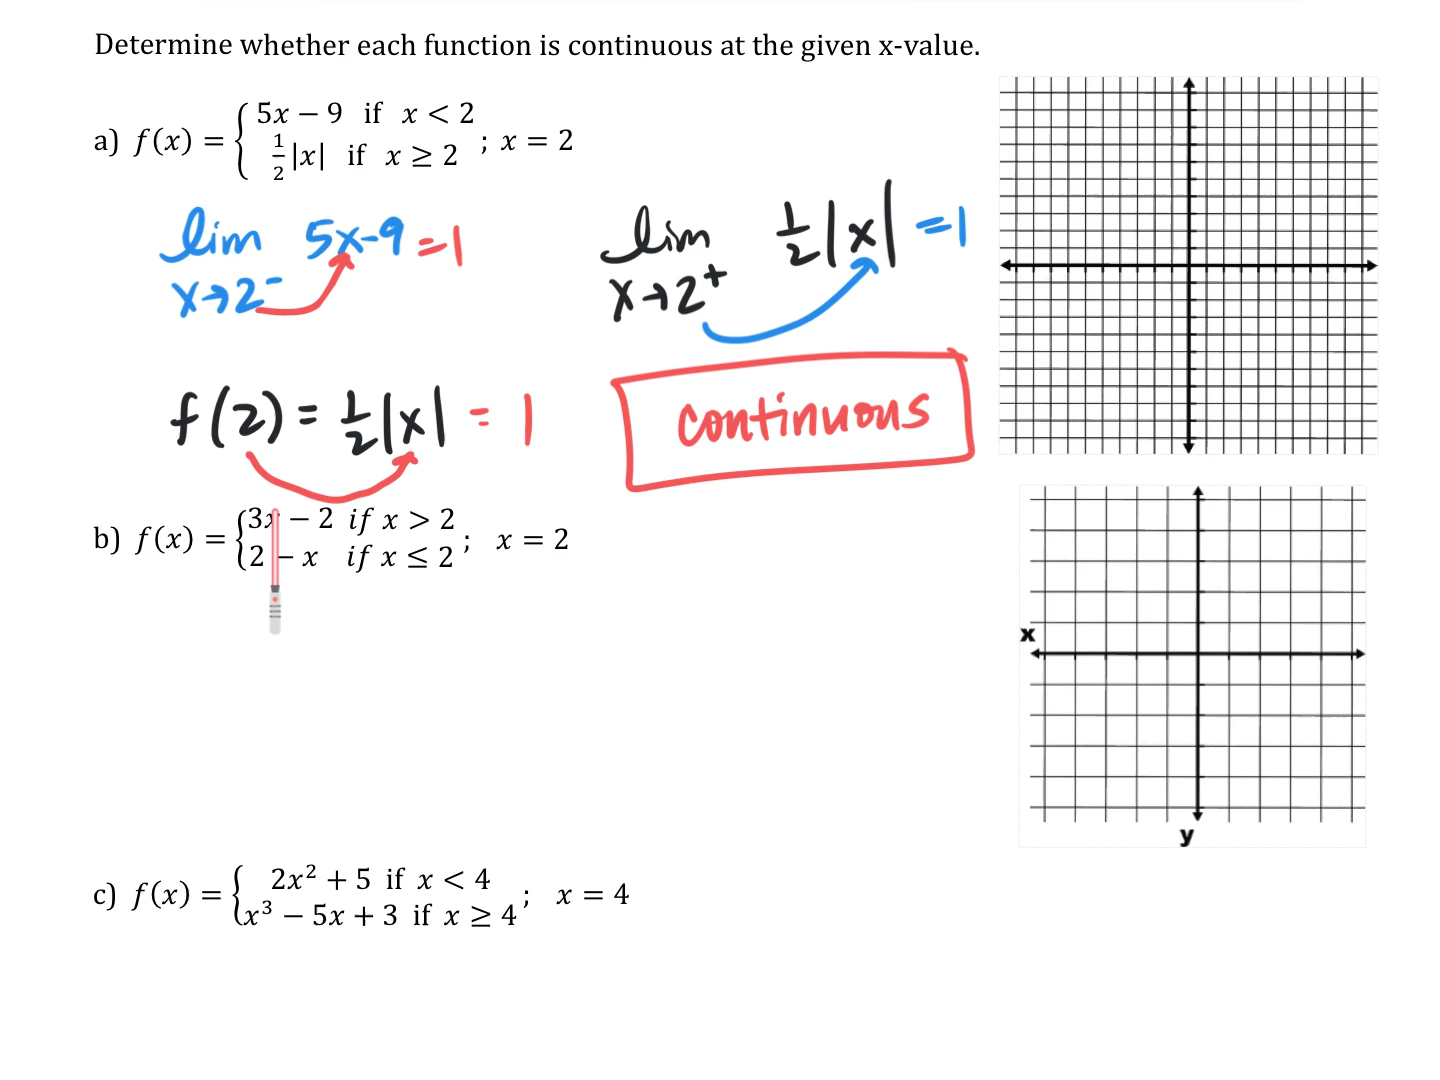 Determine whether each function is continuous at the given x-value.
a) f(x) = { 5x − 9 if x < 2
1/2 |x| if x ≥ 2 ; x = 2
lim 5x-9 = 1
x→2⁻
lim 1/2 |x| = 1
x→2⁺
f(2) = 1/2 |x| = 1
continuous
b) f(x) = { 3x − 2 if x > 2
2 − x if x ≤ 2 ; x = 2
x
y
c) f(x) = { 2x² + 5 if x < 4
x³ − 5x + 3 if x ≥ 4 ; x = 4